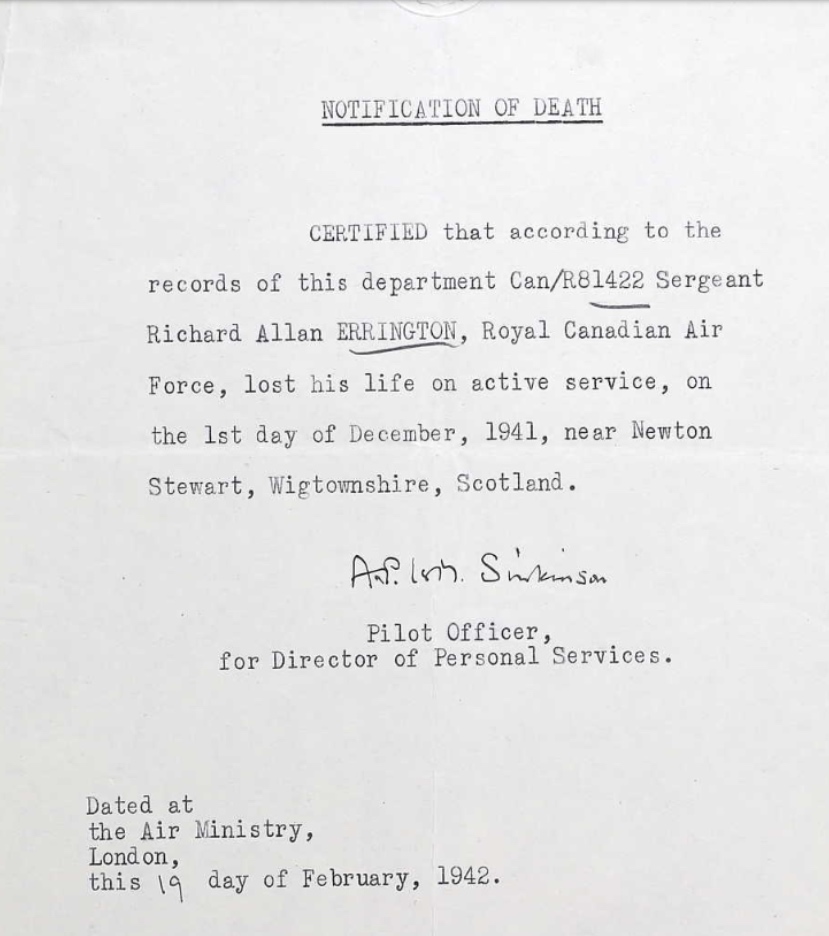 NOTIFICATION OF DEATH
CERTIFIED that according to the
records of this department Can/R81422 Sergeant
Richard Allan ERRINGTON, Royal Canadian Air
Force, lost his life on active service, on
the 1st day of December, 1941, near Newton
Stewart, Wigtownshire, Scotland.
Sinkinson
Pilot Officer,
for Director of Personal Services.
Dated at
the Air Ministry,
London,
this 19 day of February, 1942.